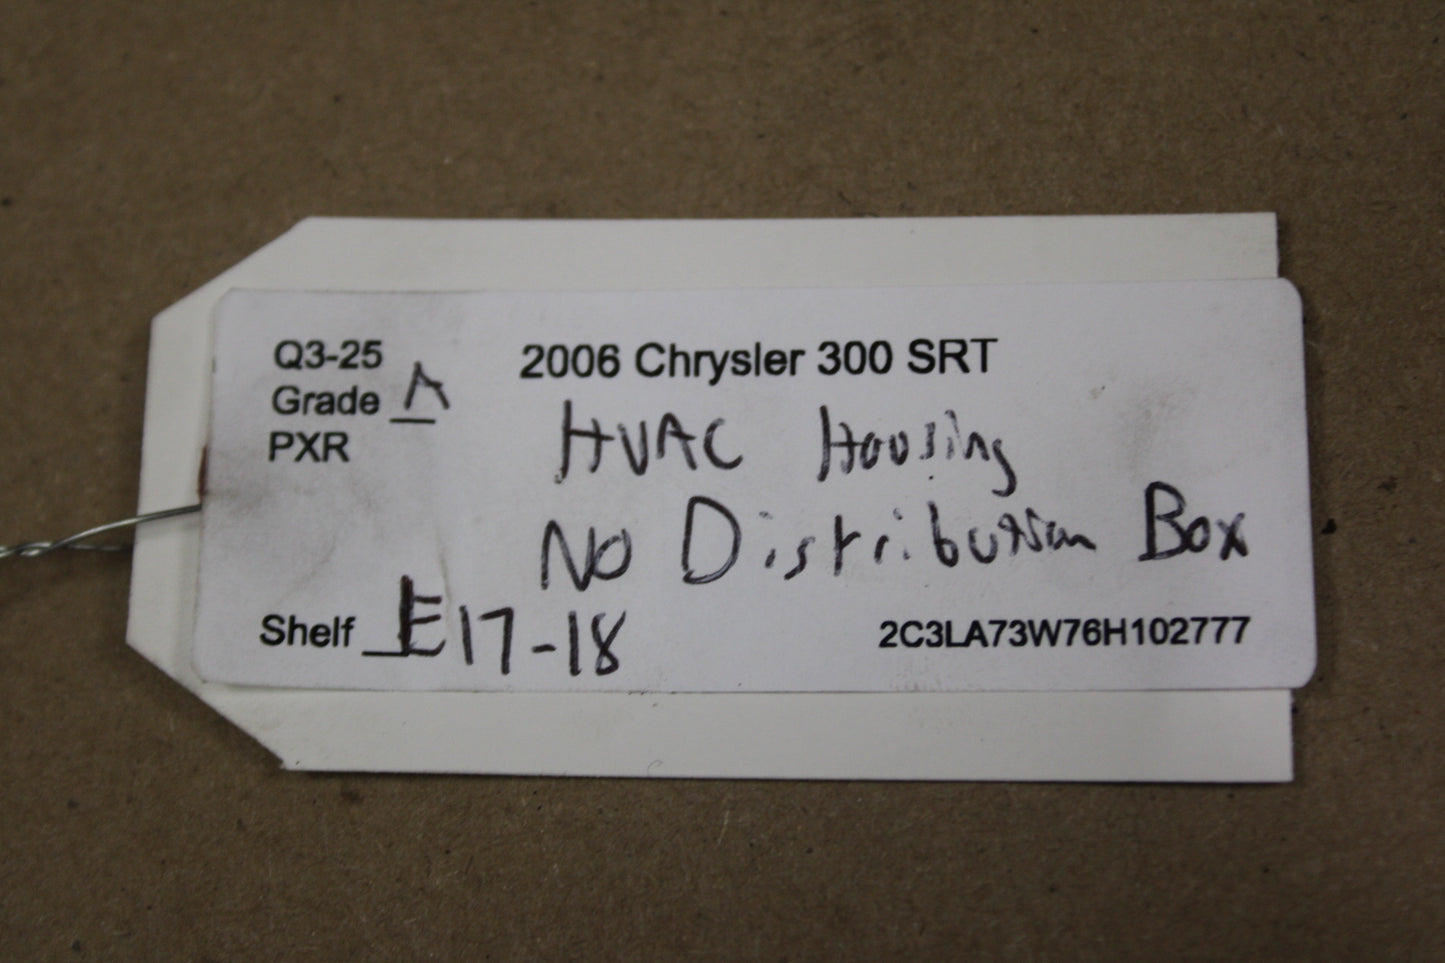 Q3-25
Grade A
PXR
2006 Chrysler 300 SRT
HVAC Housing
No Distribution Box
Shelf E17-18
2C3LA73W76H102777